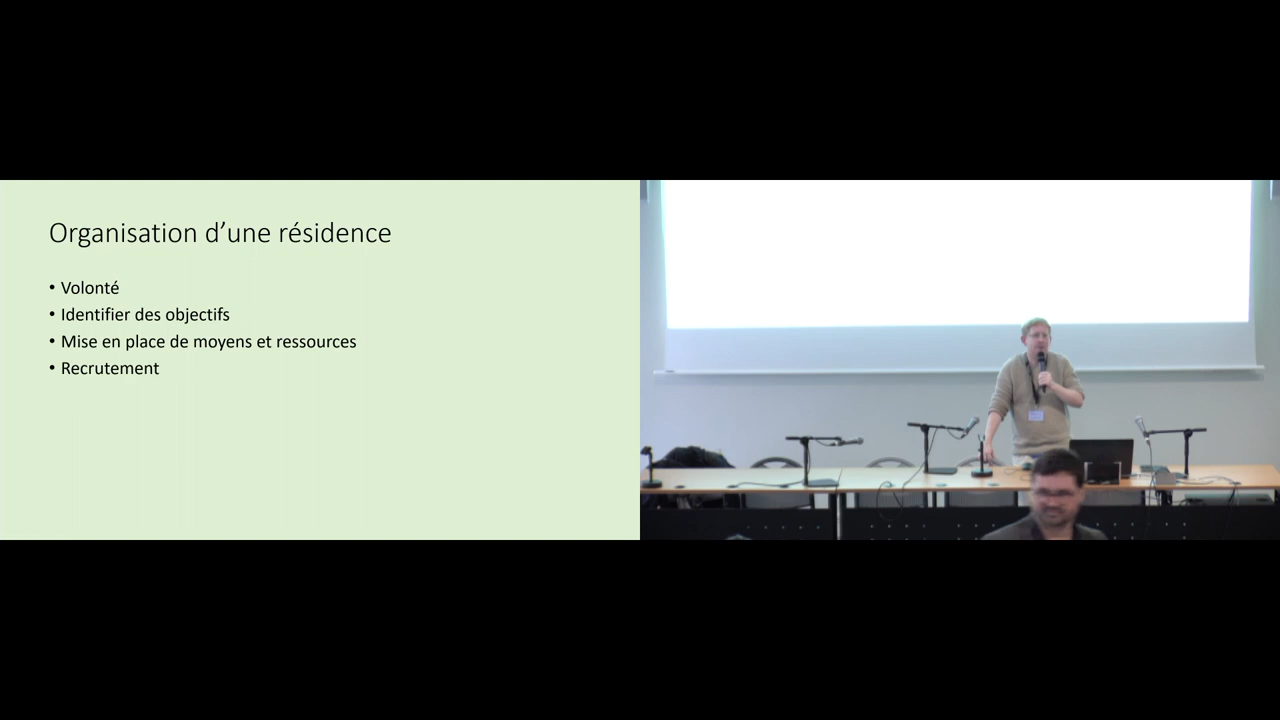 Organisation d’une résidence
• Volonté
• Identifier des objectifs
• Mise en place de moyens et ressources
• Recrutement